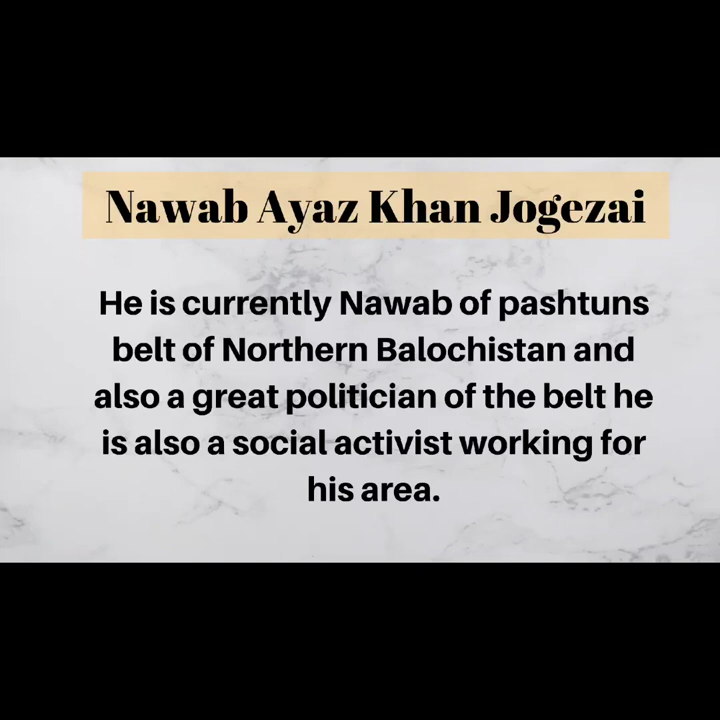 Nawab Ayaz Khan Jogezai
He is currently Nawab of pashtuns
belt of Northern Balochistan and
also a great politician of the belt he
is also a social activist working for
his area.